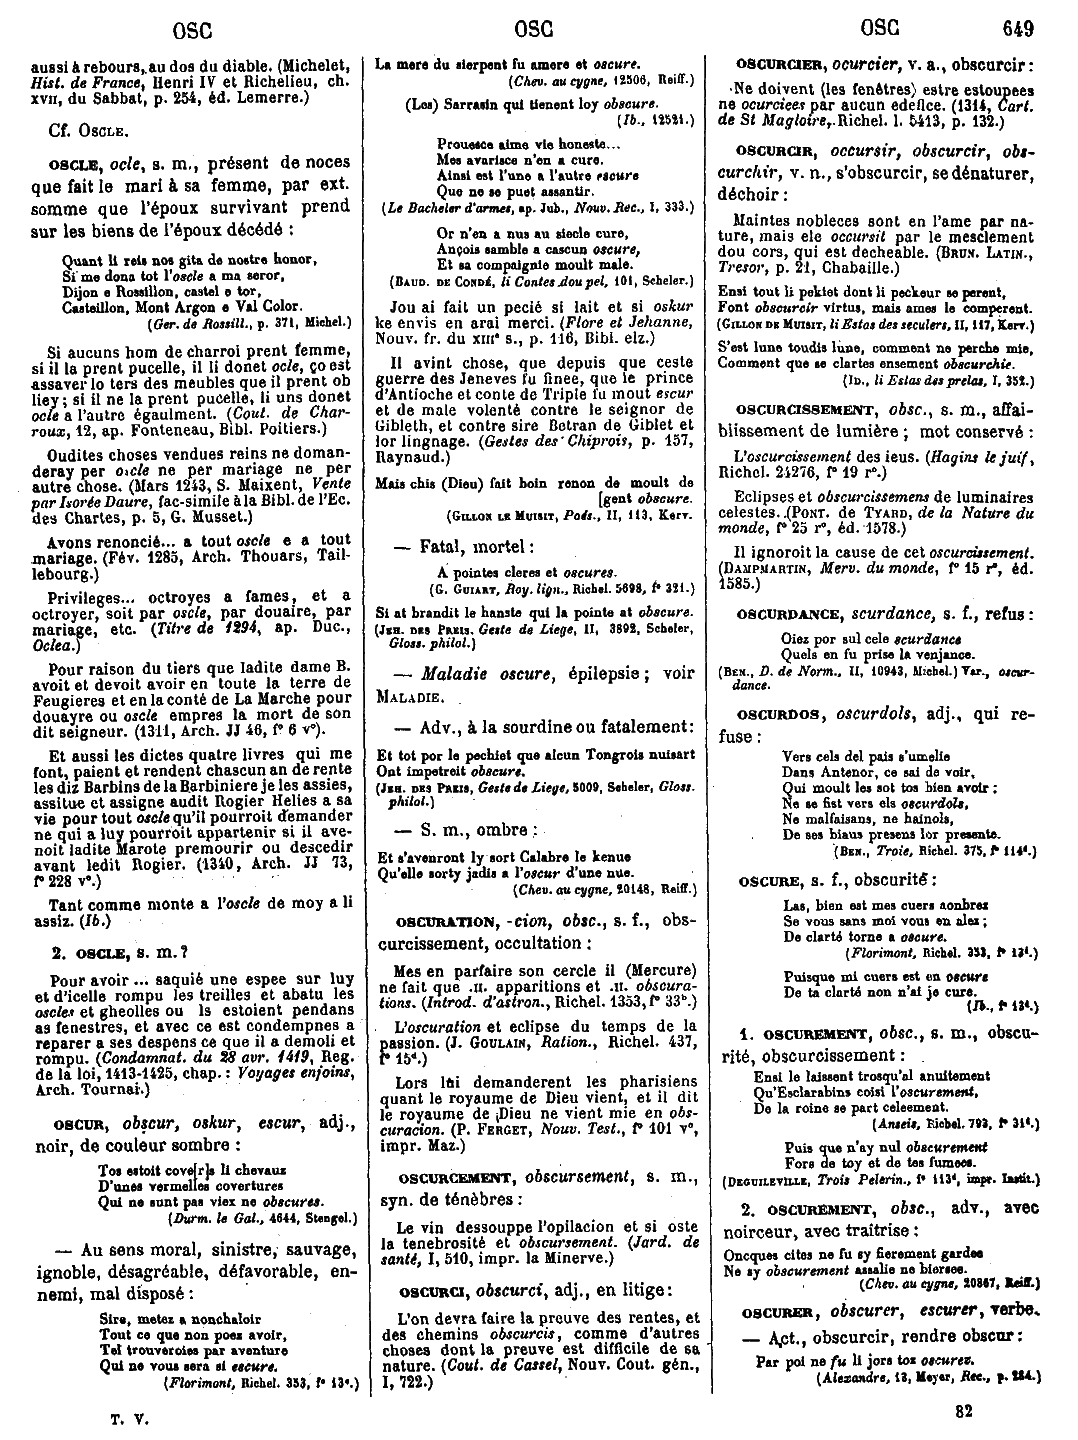 OSC
OSC
OSC 649
aussi à rebours, au dos du diable. (Michelet,
Hist. de France, Henri IV et Richelieu, ch.
XVII, du Sabbat, p. 254, éd. Lemerre.)
Cf. OSCLE.
OSCLE, ocle, s. m., présent de noces
que fait le mari à sa femme, par ext.
somme que l'époux survivant prend
sur les biens de l'époux décédé :
Quant li reis nos gita de nostre honor,
Si me dona tot l'oscle a ma seror,
Dijon e Rossillon, castel e tor,
Casteillon, Mont Argon e Val Color.
(Ger. de Rossill., p. 371, Michel.)
Si aucuns hom de charroi prent femme,
si il la prent pucelle, il li donet ocle, ço est
assaver lo ters des meubles que il prent ob
liey ; si il ne la prent pucelle, li uns donet
ocle a l'autre égaulment. (Cout. de Char-
roux, 12, ap. Fonteneau, Bibl. Poitiers.)
Oudites choses vendues reins ne doman-
deray per oscle ne per mariage ne per
autre chose. (Mars 1243, S. Maixent, Vente
par Isorée Daure, fac-simile à la Bibl. de l'Ec.
des Chartes, p. 5, G. Musset.)
Avons renoncié... a tout oscle e a tout
mariage. (Fév. 1285, Arch. Thouars, Tail-
lebourg.)
Privileges... octroyes a fames, et a
octroyer, soit par oscle, par douaire, par
mariage, etc. (Titre de 1294, ap. Duc.,
Oclea.)
Pour raison du tiers que ladite dame B.
avoit et devoit avoir en toute la terre de
Feugieres et en la conté de La Marche pour
douayre ou oscle empres la mort de son
dit seigneur. (1311, Arch. JJ 46, f° 6 v°).
Et aussi les dictes quatre livres qui me
font, paient et rendent chascun an de rente
les diz Barbins de la Barbiniere je les assies,
assitue et assigne audit Rogier Helies a sa
vie pour tout oscle qu'il pourroit demander
ne qui a luy pourroit appartenir si il ave-
noit ladite Marote premourir ou descedir
avant ledit Rogier. (1340, Arch. JJ 73,
f° 228 v°.)
Tant comme monte a l'oscle de moy a li
assiz. (Ib.)
2. OSCLE, s. m.?
Pour avoir ... saquié une espee sur luy
et d'icelle rompu les treilles et abatu les
oscles et gheolles ou ls estoient pendans
as fenestres, et avec ce est condempnes a
reparer a ses despens ce que il a demoli et
rompu. (Condamnat. du 28 avr. 1419, Reg.
de la loi, 1413-1425, chap. : Voyages enjoins,
Arch. Tournai.)
OSCUR, obscur, oskur, escur, adj.,
noir, de couleur sombre :
Tos estoit cove[r]s li chevaux
D'unes vermeilles covertures
Qui ne sunt pas viex ne obscures.
(Durm. le Gal., 4644, Stengel.)
— Au sens moral, sinistre, sauvage,
ignoble, désagréable, défavorable, en-
nemi, mal disposé :
Sire, metez a nonchaloir
Tout ce que non poez avoir,
Tel trouveroies par aventure
Qui ne vous sera si escure.
(Florimont, Richel. 353, f° 13ᵉ.)
T. V.
La mere du sierpent fu amere et oscure.
(Chev. au cygne, 12506, Reiff.)
(Les) Sarrasin qui tienent loy obscure.
(Ib., 12521.)
Prouesce aime vie honeste...
Mes avarisce n'en a cure.
Ainsi est l'une a l'autre escure
Que ne se puet assantir.
(Le Bacheler d'armes, ap. Jub., Nouv. Rec., I, 333.)
Or n'en a nus au siecle cure,
Ançois samble a cascun oscure,
Et sa compaignie moult male.
(BAUD. DE CONDÉ, li Contes dou pel, 101, Scheler.)
Jou ai fait un pecié si lait et si oskur
ke envis en arai merci. (Flore et Jehanne,
Nouv. fr. du XIIIᵉ s., p. 116, Bibl. elz.)
Il avint chose, que depuis que ceste
guerre des Jeneves fu finee, que le prince
d'Antioche et conte de Triple fu mout escur
et de male volenté contre le seignor de
Gibleth, et contre sire Betran de Giblet et
lor lingnage. (Gestes des Chiprois, p. 157,
Raynaud.)
Mais chis (Dieu) fait boin renon de moult de
[gent obscure.
(GILLON LE MUISIT, Poés., II, 113, Kerv.
— Fatal, mortel :
A pointes cleres et oscures.
(G. GUIART, Roy. lign., Richel. 5698, f° 321.)
Si at brandit le hanste qui la pointe at obscure.
(JEH. DES PREIS, Geste de Liege, II, 3892, Scheler,
Gloss. philol.)
— Maladie oscure, épilepsie ; voir
MALADIE.
— Adv., à la sourdine ou fatalement :
Et tot por le pechiet que alcun Tongrois nuisart
Ont impetreit obscure.
(JEH. DES PREIS, Geste de Liege, 5009, Scheler, Gloss.
philol.)
— S. m., ombre :
Et s'avenront ly sort Calabre le kenue
Qu'elle sorty jadis a l'oscur d'une nue.
(Chev. au cygne, 20148, Reiff.)
OSCURATION, -cion, obsc., s. f., obs-
curcissement, occultation :
Mes en parfaire son cercle il (Mercure)
ne fait que .II. apparitions et .II. obscura-
tions. (Introd. d'astron., Richel. 1353, f° 33ᵇ.)
L'oscuration et eclipse du temps de la
passion. (J. GOULAIN, Ration., Richel. 437,
f° 15ᵈ.)
Lors lui demanderent les pharisiens
quant le royaume de Dieu vient, et il dit
le royaume de Dieu ne vient mie en obs-
curacion. (P. FERGET, Nouv. Test., f° 101 v°,
impr. Maz.)
OSCURCEMENT, obscursement, s. m.,
syn. de ténèbres :
Le vin dessouppe l'opilacion et si oste
la tenebrosité et obscursement. (Jard. de
santé, I, 510, impr. la Minerve.)
OSCURCI, obscurci, adj., en litige :
L'on devra faire la preuve des rentes, et
des chemins obscurcis, comme d'autres
choses dont la preuve est difficile de sa
nature. (Cout. de Cassel, Nouv. Cout. gén.,
I, 722.)
OSCURCIER, ocurcier, v. a., obscurcir :
Ne doivent (les fenêtres) estre estoupees
ne ocurciees par aucun edefice. (1314, Cart.
de St Magloire, Richel. l. 5413, p. 132.)
OSCURCIR, occursir, obscurcir, obs-
curchir, v. n., s'obscurcir, se dénaturer,
déchoir :
Maintes nobleces sont en l'ame par na-
ture, mais ele occursit par le mesclement
dou cors, qui est decheable. (BRUN. LATIN.,
Tresor, p. 21, Chabaille.)
Ensi tout li pekiet dont li peckeur se perent,
Font obscurcir virtus, mais ames le comperent.
(GILLON DE MUISIT, li Estas des seculers, II, 117, Kerv.)
S'est lune toudis lune, comment ne perche mie,
Comment que se clartes ensement obscurchie.
(ID., li Estas des prelas, I, 352.)
OSCURCISSEMENT, obsc., s. m., affai-
blissement de lumière ; mot conservé :
L'oscurcissement des ieus. (Hagins le juif,
Richel. 24276, f° 19 r°.)
Eclipses et obscurcissemens de luminaires
celestes. (PONT. DE TYARD, de la Nature du
monde, f° 25 r°, éd. 1578.)
Il ignoroit la cause de cet oscurcissement.
(DAMPMARTIN, Merv. du monde, f° 15 r°, éd.
1585.)
OSCURDANCE, scurdance, s. f., refus :
Oiez por sul cele scurdance
Quels en fu prise la venjance.
(BEN., D. de Norm., II, 10943, Michel.) Var., oscur-
dance.
OSCURDOS, oscurdols, adj., qui re-
fuse :
Vers cels del pais s'umelie
Dans Antenor, ce sai de voir,
Qui moult les sot tos bien avoir ;
Ne se fist vers els oscurdols,
Ne malfaisans, ne hainols,
De ses biaus presens lor presente.
(BEN., Troie, Richel. 375, f° 114ᵈ.)
OSCURE, s. f., obscurité :
Las, bien est mes cuers aonbrez
Se vous sans moi vous en alez ;
De clarté torne a oscure.
(Florimont, Richel. 353, f° 13ᵈ.)
Puisque mi cuers est en oscure
De ta clarté non n'ai je cure.
(Ib., f° 13ᵈ.)
1. OSCUREMENT, obsc., s. m., obscu-
rité, obscurcissement :
Ensi le laissent trosqu'al anuitement
Qu'Esclarabins coisi l'oscurement,
De la roine se part celeement.
(Anseis, Richel. 793, f° 31ᵈ.)
Puis que n'ay nul obscurement
Fors de toy et de tes fumees.
(DEGUILEVILLE, Trois Pelerin., f° 113ᵈ, impr. Instit.)
2. OSCUREMENT, obsc., adv., avec
noirceur, avec traîtrise :
Oncques cites ne fu sy fierement gardee
Ne sy obscurement assalie ne biersee.
(Chev. au cygne, 20867, Reiff.)
OSCURER, obscurer, escurer, verbe.
— Act., obscurcir, rendre obscur :
Par poi ne fu li jors toz oscurez.
(Alexandre, 13, Meyer, Rec., p. 284.)
82